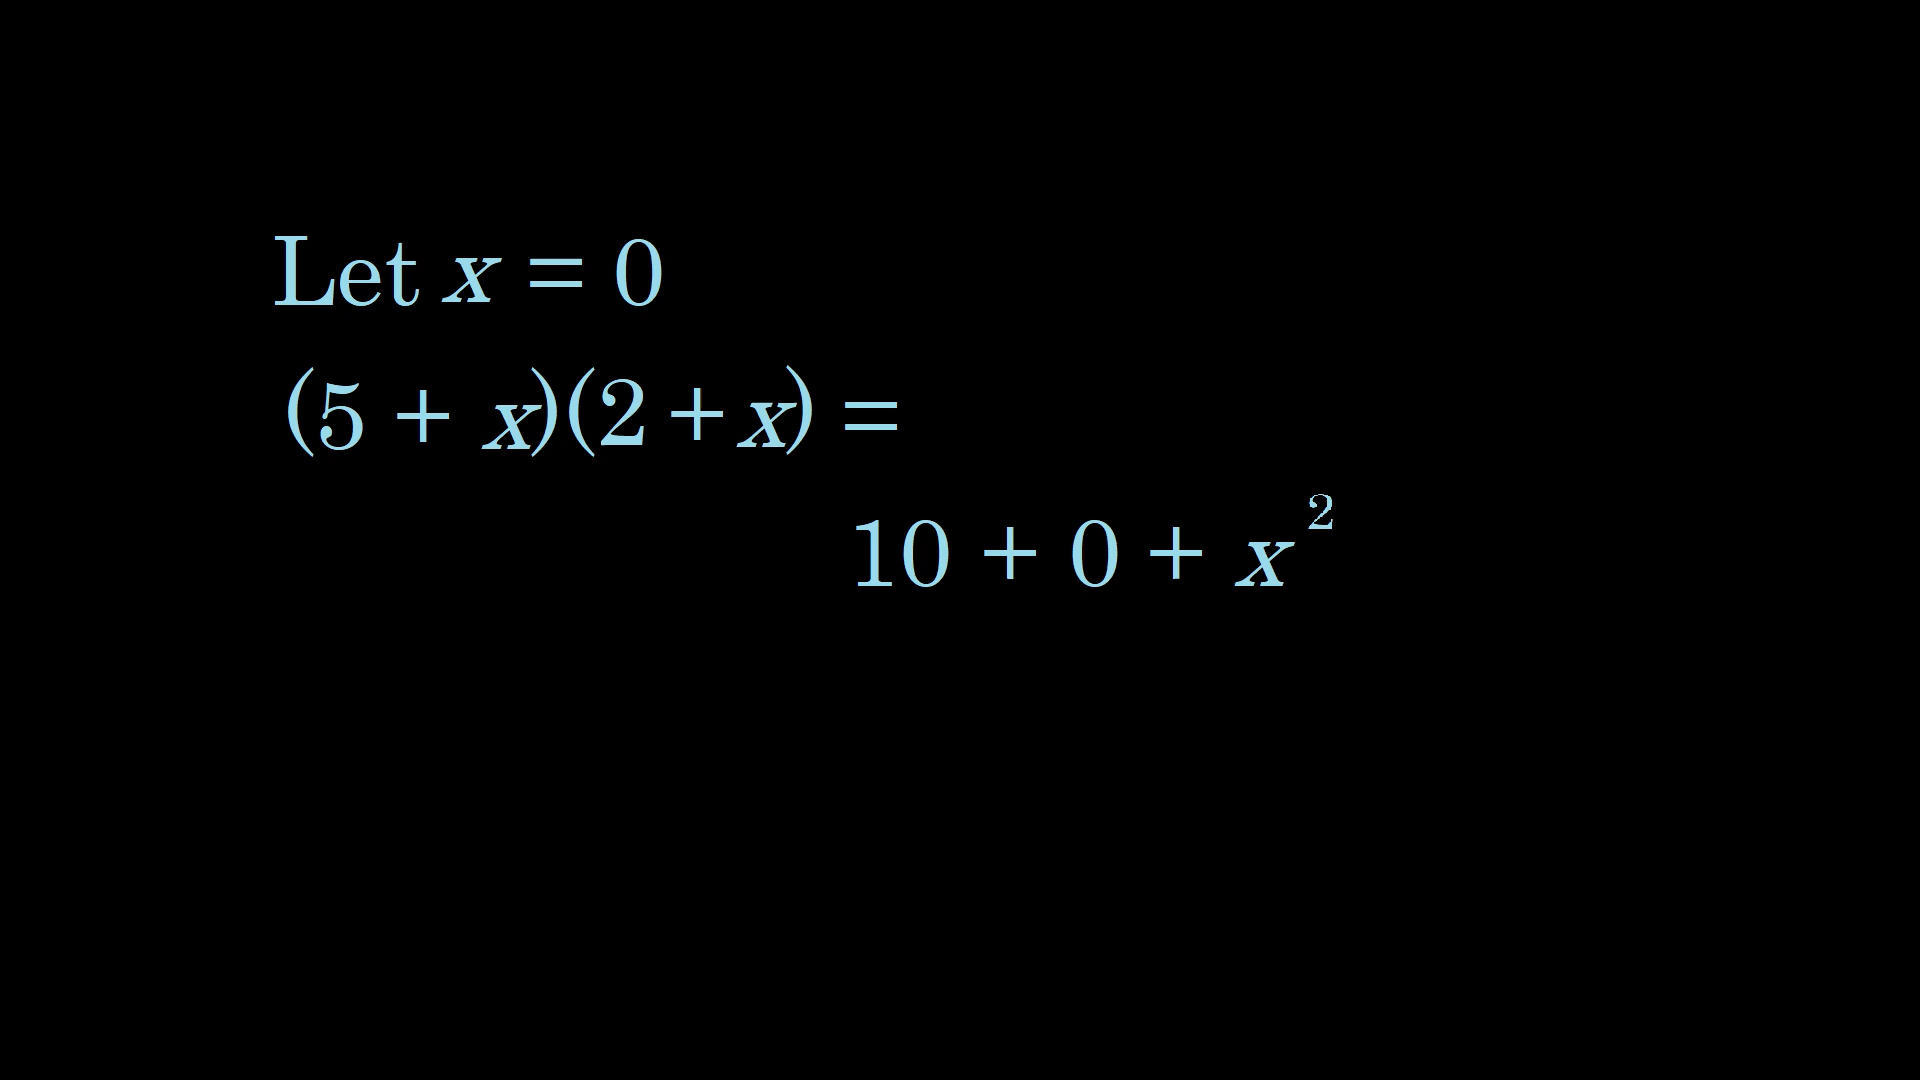 Let x = 0
(5 + x)(2 + x) =
10 + 0 + x²